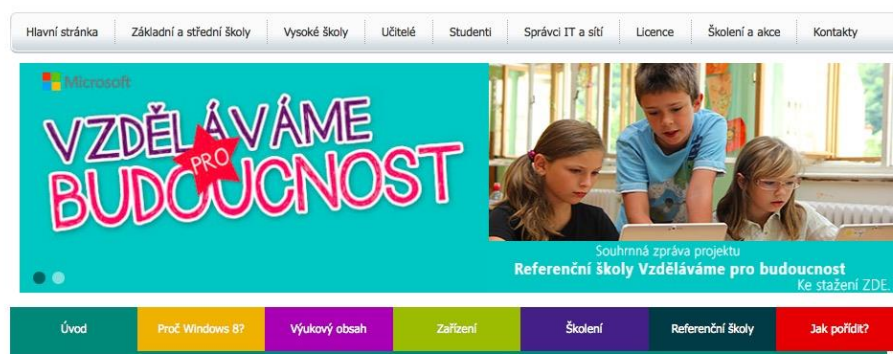 Hlavní stránka Základní a střední školy Vysoké školy Učitelé Studenti Správci IT a sítí Licence Školení a akce Kontakty
Microsoft
VZDĚLÁVÁME
PRO
BUDOUCNOST
Souhrnná zpráva projektu
Referenční školy Vzděláváme pro budoucnost
Ke stažení ZDE.
Úvod Proč Windows 8? Výukový obsah Zařízení Školení Referenční školy Jak pořídit?